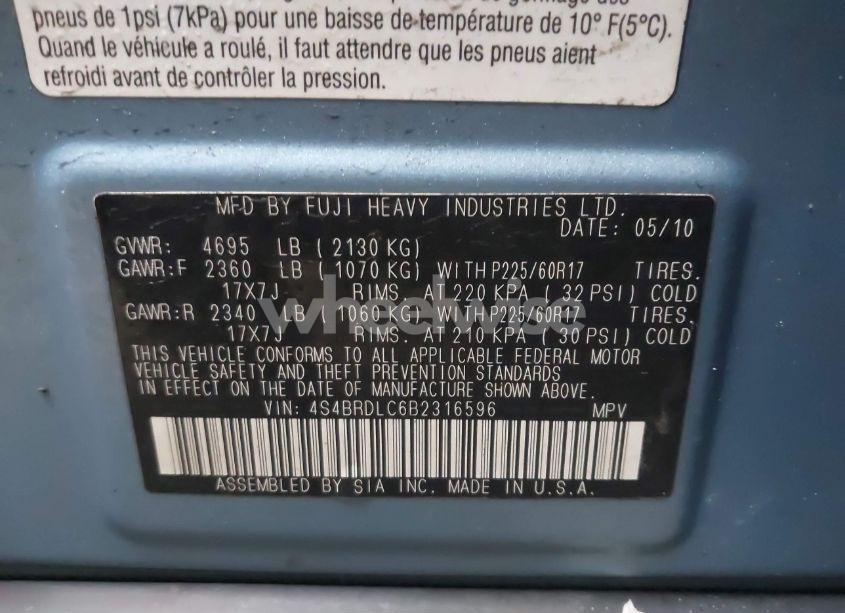 pneus de 1psi (7kPa) pour une baisse de température de 10° F(5°C).
Quand le véhicule a roulé, il faut attendre que les pneus aient
refroidi avant de contrôler la pression.
MFD BY FUJI HEAVY INDUSTRIES LTD.
DATE: 05/10
GVWR: 4695 LB (2130 KG)
GAWR:F 2360 LB (1070 KG) WITH P225/60R17 TIRES.
17X7J RIMS. AT 220 KPA (32 PSI) COLD
GAWR:R 2340 LB (1060 KG) WITH P225/60R17 TIRES.
17X7J RIMS. AT 210 KPA (30 PSI) COLD
wheelwise
THIS VEHICLE CONFORMS TO ALL APPLICABLE FEDERAL MOTOR
VEHICLE SAFETY AND THEFT PREVENTION STANDARDS
IN EFFECT ON THE DATE OF MANUFACTURE SHOWN ABOVE.
VIN: 4S4BRDLC6B2316596 MPV
ASSEMBLED BY SIA INC. MADE IN U.S.A.